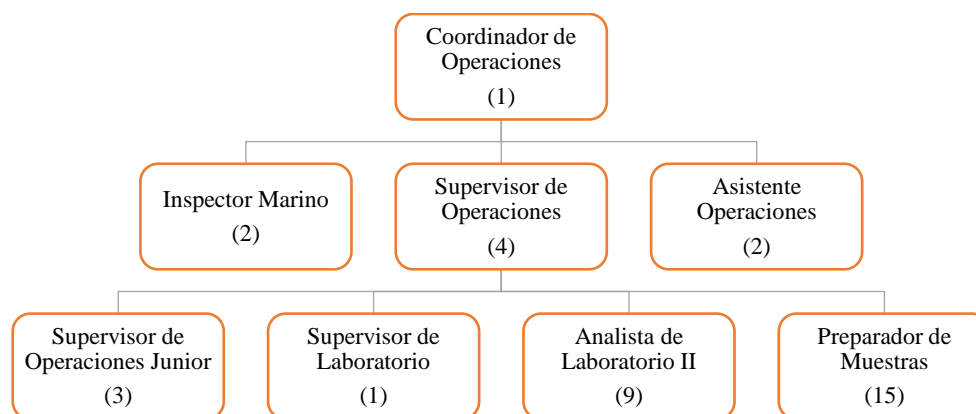 Coordinador de
Operaciones
(1)
Inspector Marino
(2)
Supervisor de
Operaciones
(4)
Asistente
Operaciones
(2)
Supervisor de
Operaciones Junior
(3)
Supervisor de
Laboratorio
(1)
Analista de
Laboratorio II
(9)
Preparador de
Muestras
(15)